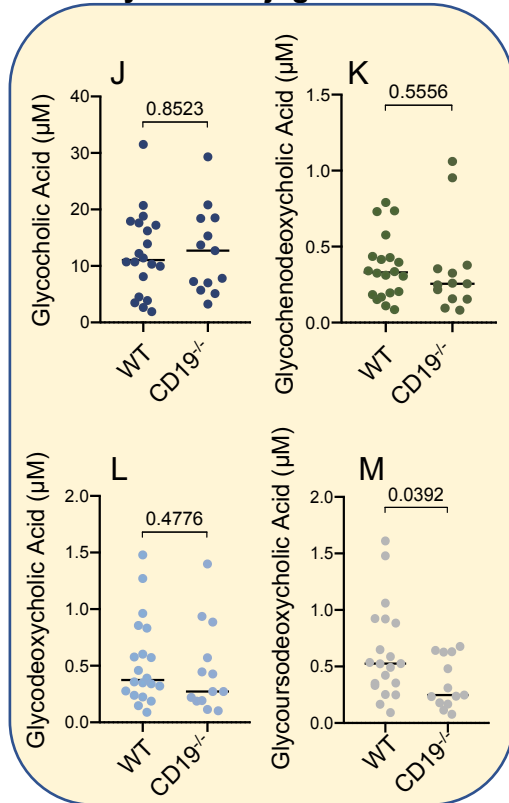 J
Glycocholic Acid (µM)
40
30
20
10
0
0.8523
WT
CD19-/-
K
Glycochenodeoxycholic Acid (µM)
1.5
1.0
0.5
0.0
0.5556
WT
CD19-/-
L
Glycodeoxycholic Acid (µM)
2.0
1.5
1.0
0.5
0.0
0.4776
WT
CD19-/-
M
Glycoursodeoxycholic Acid (µM)
2.0
1.5
1.0
0.5
0.0
0.0392
WT
CD19-/-